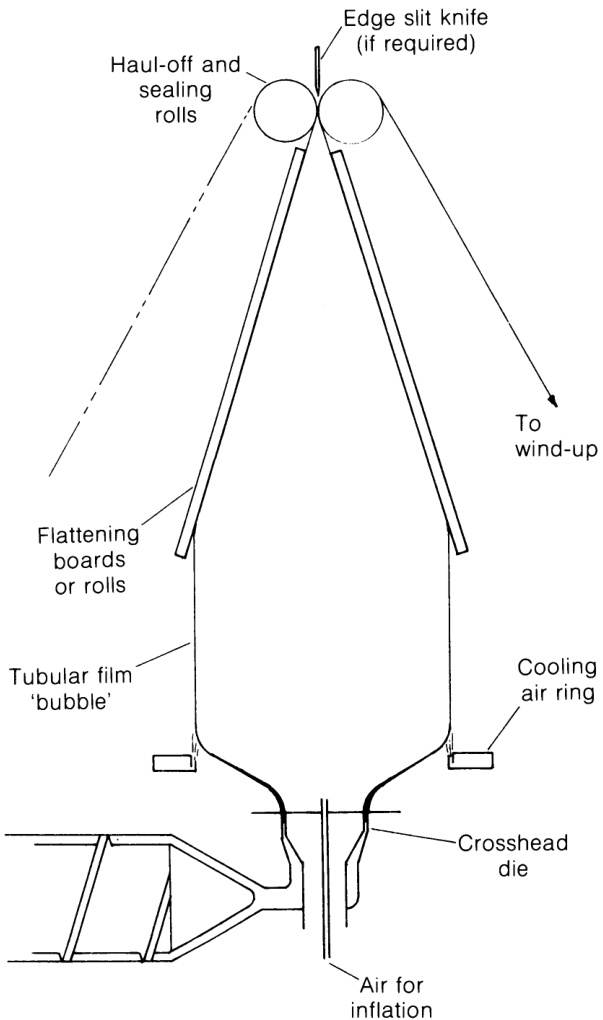 Edge slit knife
(if required)
Haul-off and
sealing
rolls
To
wind-up
Flattening
boards
or rolls
Tubular film
'bubble'
Cooling
air ring
Crosshead
die
Air for
inflation